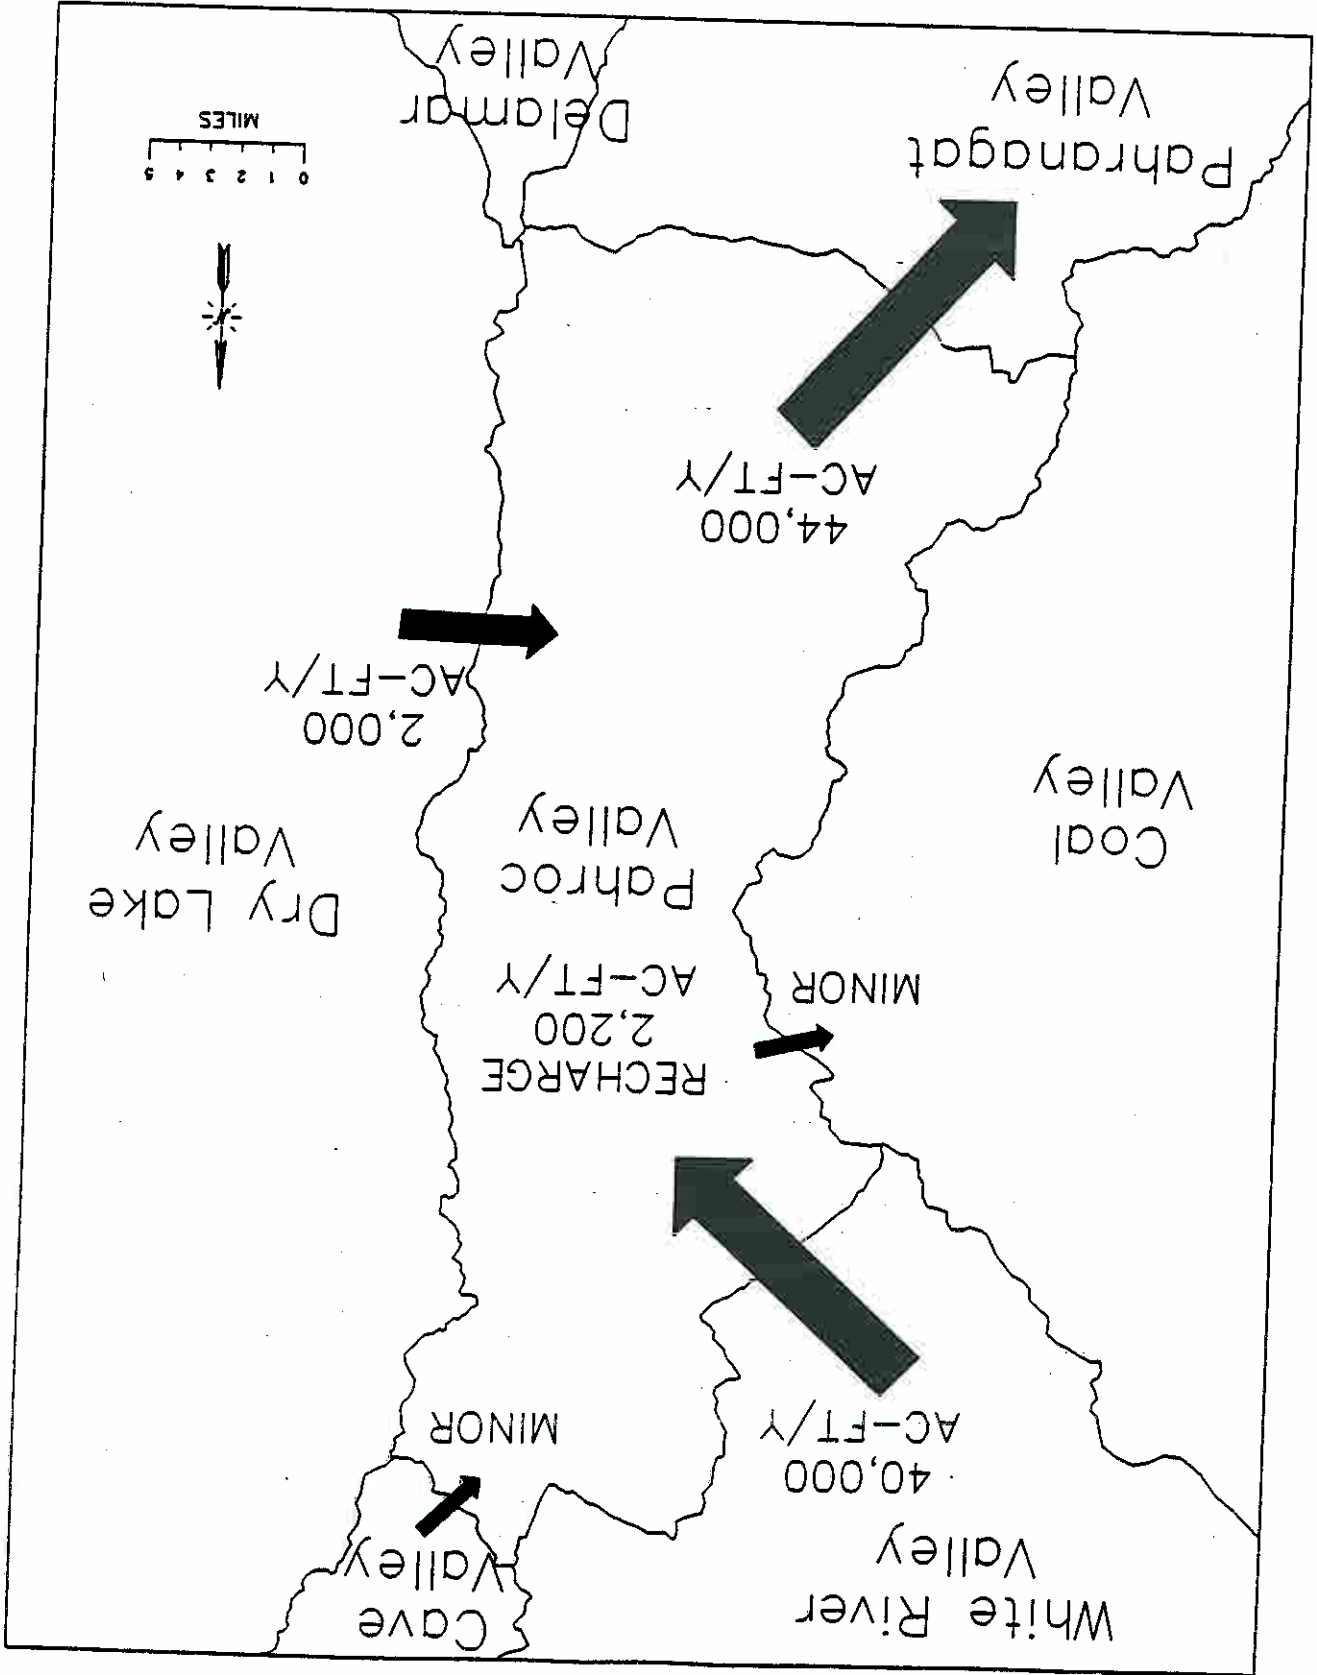 White River
Valley
Cave
Valley
40,000
AC-FT/Y
MINOR
RECHARGE
2,200
AC-FT/Y
MINOR
Pahroc
Valley
Coal
Valley
Dry Lake
Valley
2,000
AC-FT/Y
44,000
AC-FT/Y
Pahranagat
Valley
Delamar
Valley
0 1 2 3 4 5
MILES